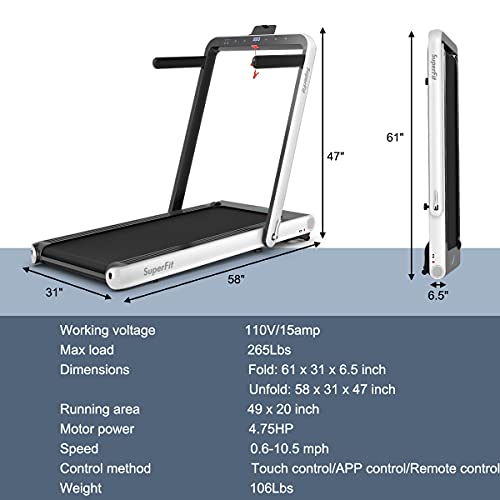 SuperFit
SuperFit
47"
61"
SuperFit
31"
58"
6.5"
Working voltage 110V/15amp
Max load 265Lbs
Dimensions Fold: 61 x 31 x 6.5 inch
Unfold: 58 x 31 x 47 inch
Running area 49 x 20 inch
Motor power 4.75HP
Speed 0.6-10.5 mph
Control method Touch control/APP control/Remote control
Weight 106Lbs